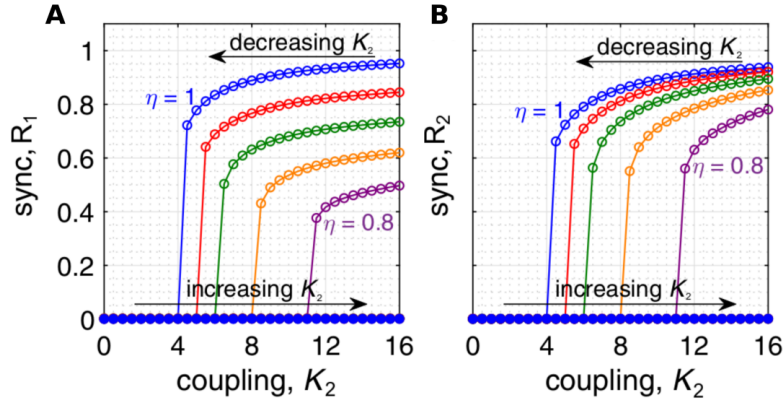 A
decreasing K₂
η = 1
η = 0.8
increasing K₂
sync, R₁
1
0.8
0.6
0.4
0.2
0
0 4 8 12 16
coupling, K₂
B
decreasing K₂
η = 1
η = 0.8
increasing K₂
sync, R₂
0 4 8 12 16
coupling, K₂